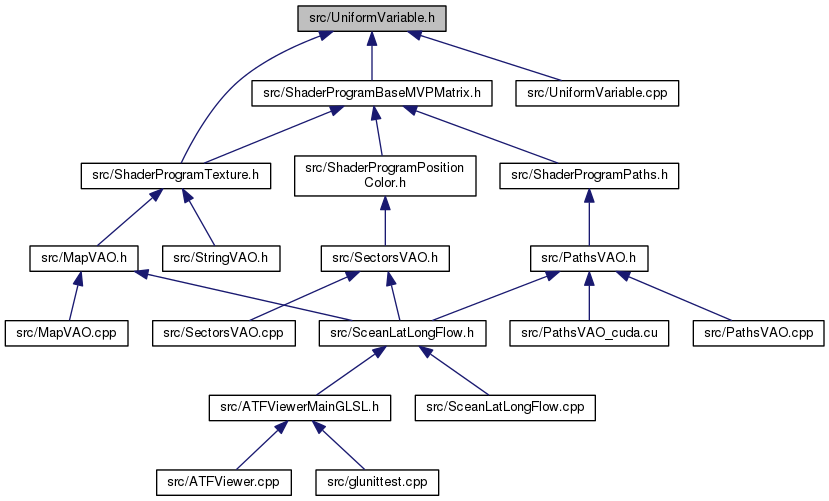 src/UniformVariable.h
src/ShaderProgramBaseMVPMatrix.h
src/UniformVariable.cpp
src/ShaderProgramTexture.h
src/ShaderProgramPosition
Color.h
src/ShaderProgramPaths.h
src/MapVAO.h
src/StringVAO.h
src/SectorsVAO.h
src/PathsVAO.h
src/MapVAO.cpp
src/SectorsVAO.cpp
src/SceanLatLongFlow.h
src/PathsVAO_cuda.cu
src/PathsVAO.cpp
src/ATFViewerMainGLSL.h
src/SceanLatLongFlow.cpp
src/ATFViewer.cpp
src/glunittest.cpp